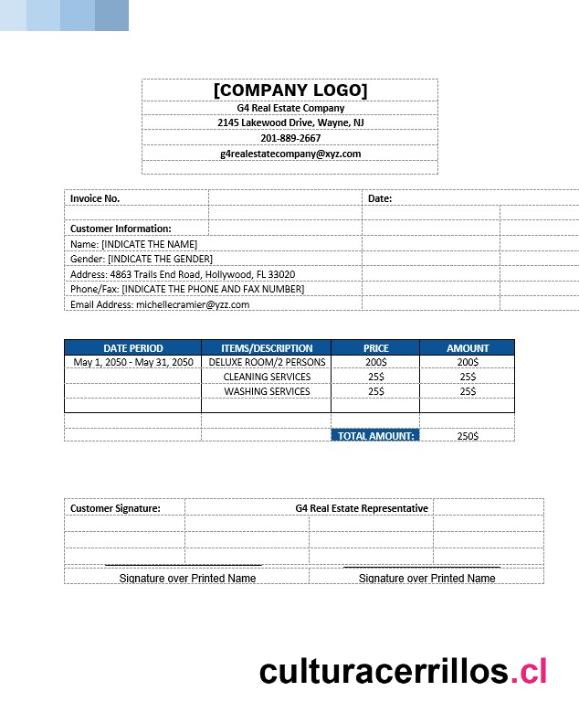 [COMPANY LOGO]
G4 Real Estate Company
2145 Lakewood Drive, Wayne, NJ
201-889-2667
g4realestatecompany@xyz.com
Invoice No. Date:
Customer Information:
Name: [INDICATE THE NAME]
Gender: [INDICATE THE GENDER]
Address: 4863 Trails End Road, Hollywood, FL 33020
Phone/Fax: [INDICATE THE PHONE AND FAX NUMBER]
Email Address: michellecramier@yzz.com
DATE PERIOD ITEMS/DESCRIPTION PRICE AMOUNT
May 1, 2050 - May 31, 2050 DELUXE ROOM/2 PERSONS 200$ 200$
CLEANING SERVICES 25$ 25$
WASHING SERVICES 25$ 25$
TOTAL AMOUNT: 250$
Customer Signature: G4 Real Estate Representative
Signature over Printed Name Signature over Printed Name
culturacerrillos.cl